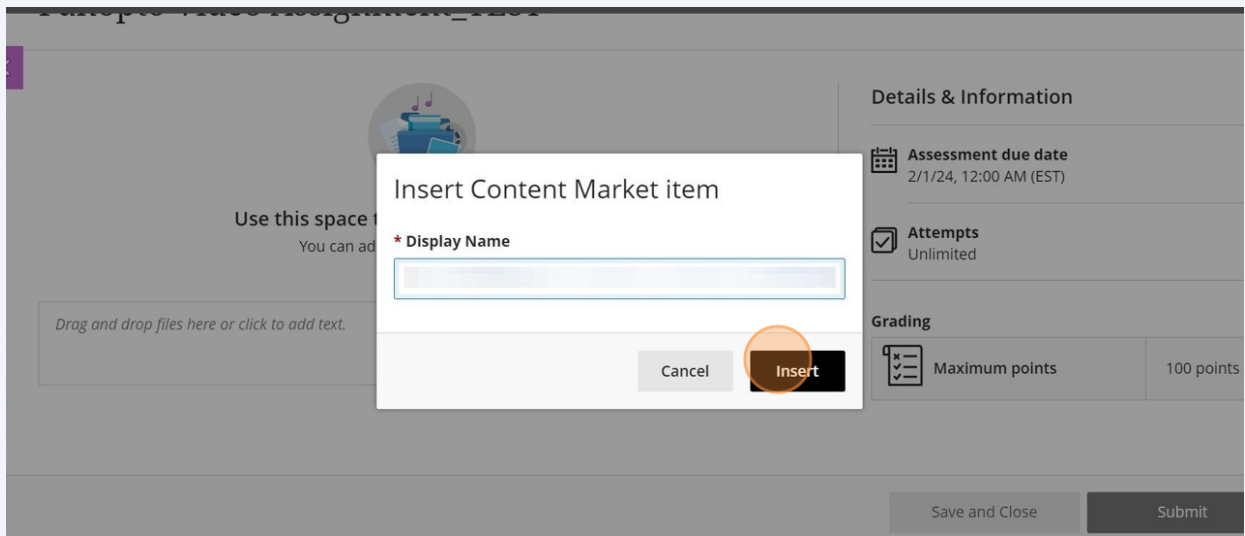 Details & Information
Assessment due date
2/1/24, 12:00 AM (EST)
Use this space
You can ad
Attempts
Unlimited
Insert Content Market item
* Display Name
Drag and drop files here or click to add text.
Cancel
Insert
Grading
Maximum points
100 points
Save and Close
Submit